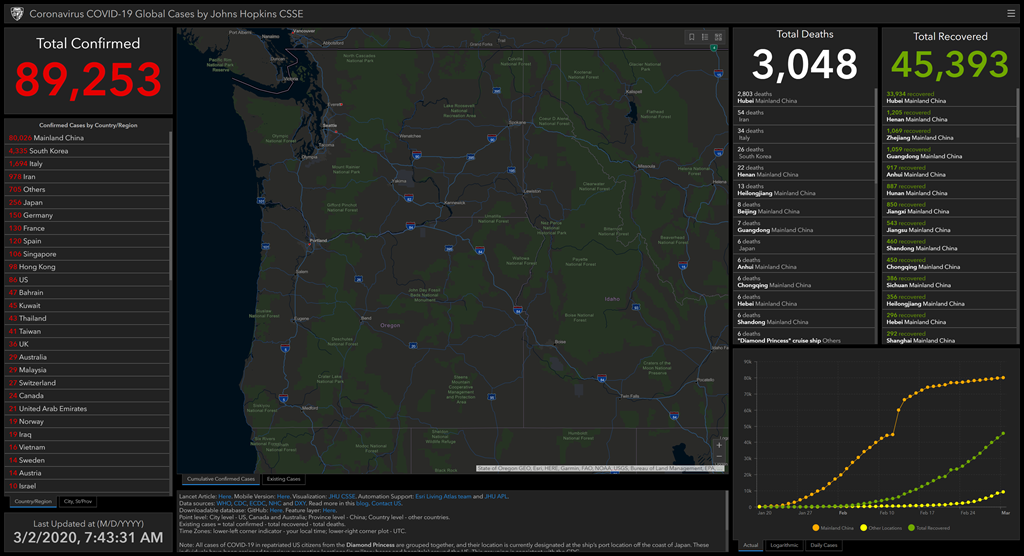 Coronavirus COVID-19 Global Cases by Johns Hopkins CSSE
Total Confirmed
89,253
Confirmed Cases by Country/Region
80,026 Mainland China
4,335 South Korea
1,694 Italy
978 Iran
705 Others
256 Japan
150 Germany
130 France
120 Spain
106 Singapore
98 Hong Kong
86 US
47 Bahrain
45 Kuwait
43 Thailand
41 Taiwan
36 UK
29 Australia
29 Malaysia
27 Switzerland
24 Canada
21 United Arab Emirates
19 Norway
19 Iraq
16 Vietnam
14 Sweden
14 Austria
10 Israel
Country/Region
City, St/Prov
Last Updated at (M/D/YYYY)
3/2/2020, 7:43:31 AM
Vancouver
Port Alberni
Nanaimo
Abbotsford
Grand Forks
Trail
Victoria
Everett
Seattle
Tacoma
Olympia
Wenatchee
Spokane
Kalispell
Missoula
Helena
Yakima
Kennewick
Lewiston
Portland
Salem
Eugene
Bend
Oregon
Idaho
Boise
Medford
Twin Falls
Pocatello
Black Rock
State of Oregon GEO, Esri, HERE, Garmin, FAO, NOAA, USGS, Bureau of Land Management, EPA,
Cumulative Confirmed Cases
Existing Cases
Lancet Article: Here. Mobile Version: Here. Visualization: JHU CSSE. Automation Support: Esri Living Atlas team and JHU APL.
Data sources: WHO, CDC, ECDC, NHC and DXY. Read more in this blog. Contact US.
Downloadable database: GitHub: Here. Feature layer: Here.
Point level: City level - US, Canada and Australia; Province level - China; Country level - other countries.
Existing cases = total confirmed - total recovered - total deaths.
Time Zones: lower-left corner indicator - your local time; lower-right corner plot - UTC.
Note: All cases of COVID-19 in repatriated US citizens from the Diamond Princess are grouped together, and their location is currently designated at the ship's port location off the coast of Japan. These
Total Deaths
3,048
2,803 deaths
Hubei Mainland China
54 deaths
Iran
34 deaths
Italy
26 deaths
South Korea
22 deaths
Henan Mainland China
13 deaths
Heilongjiang Mainland China
8 deaths
Beijing Mainland China
7 deaths
Guangdong Mainland China
6 deaths
Japan
6 deaths
Anhui Mainland China
6 deaths
Chongqing Mainland China
6 deaths
Hebei Mainland China
6 deaths
Shandong Mainland China
6 deaths
"Diamond Princess" cruise ship Others
Total Recovered
45,393
33,934 recovered
Hubei Mainland China
1,205 recovered
Henan Mainland China
1,069 recovered
Zhejiang Mainland China
1,059 recovered
Guangdong Mainland China
917 recovered
Anhui Mainland China
887 recovered
Hunan Mainland China
850 recovered
Jiangxi Mainland China
543 recovered
Jiangsu Mainland China
460 recovered
Shandong Mainland China
450 recovered
Chongqing Mainland China
386 recovered
Sichuan Mainland China
356 recovered
Heilongjiang Mainland China
296 recovered
Hebei Mainland China
292 recovered
Shanghai Mainland China
90k
80k
70k
60k
50k
40k
30k
20k
10k
0
Jan 20
Jan 27
Feb
Feb 10
Feb 17
Feb 24
Mar
Mainland China
Other Locations
Total Recovered
Actual
Logarithmic
Daily Cases